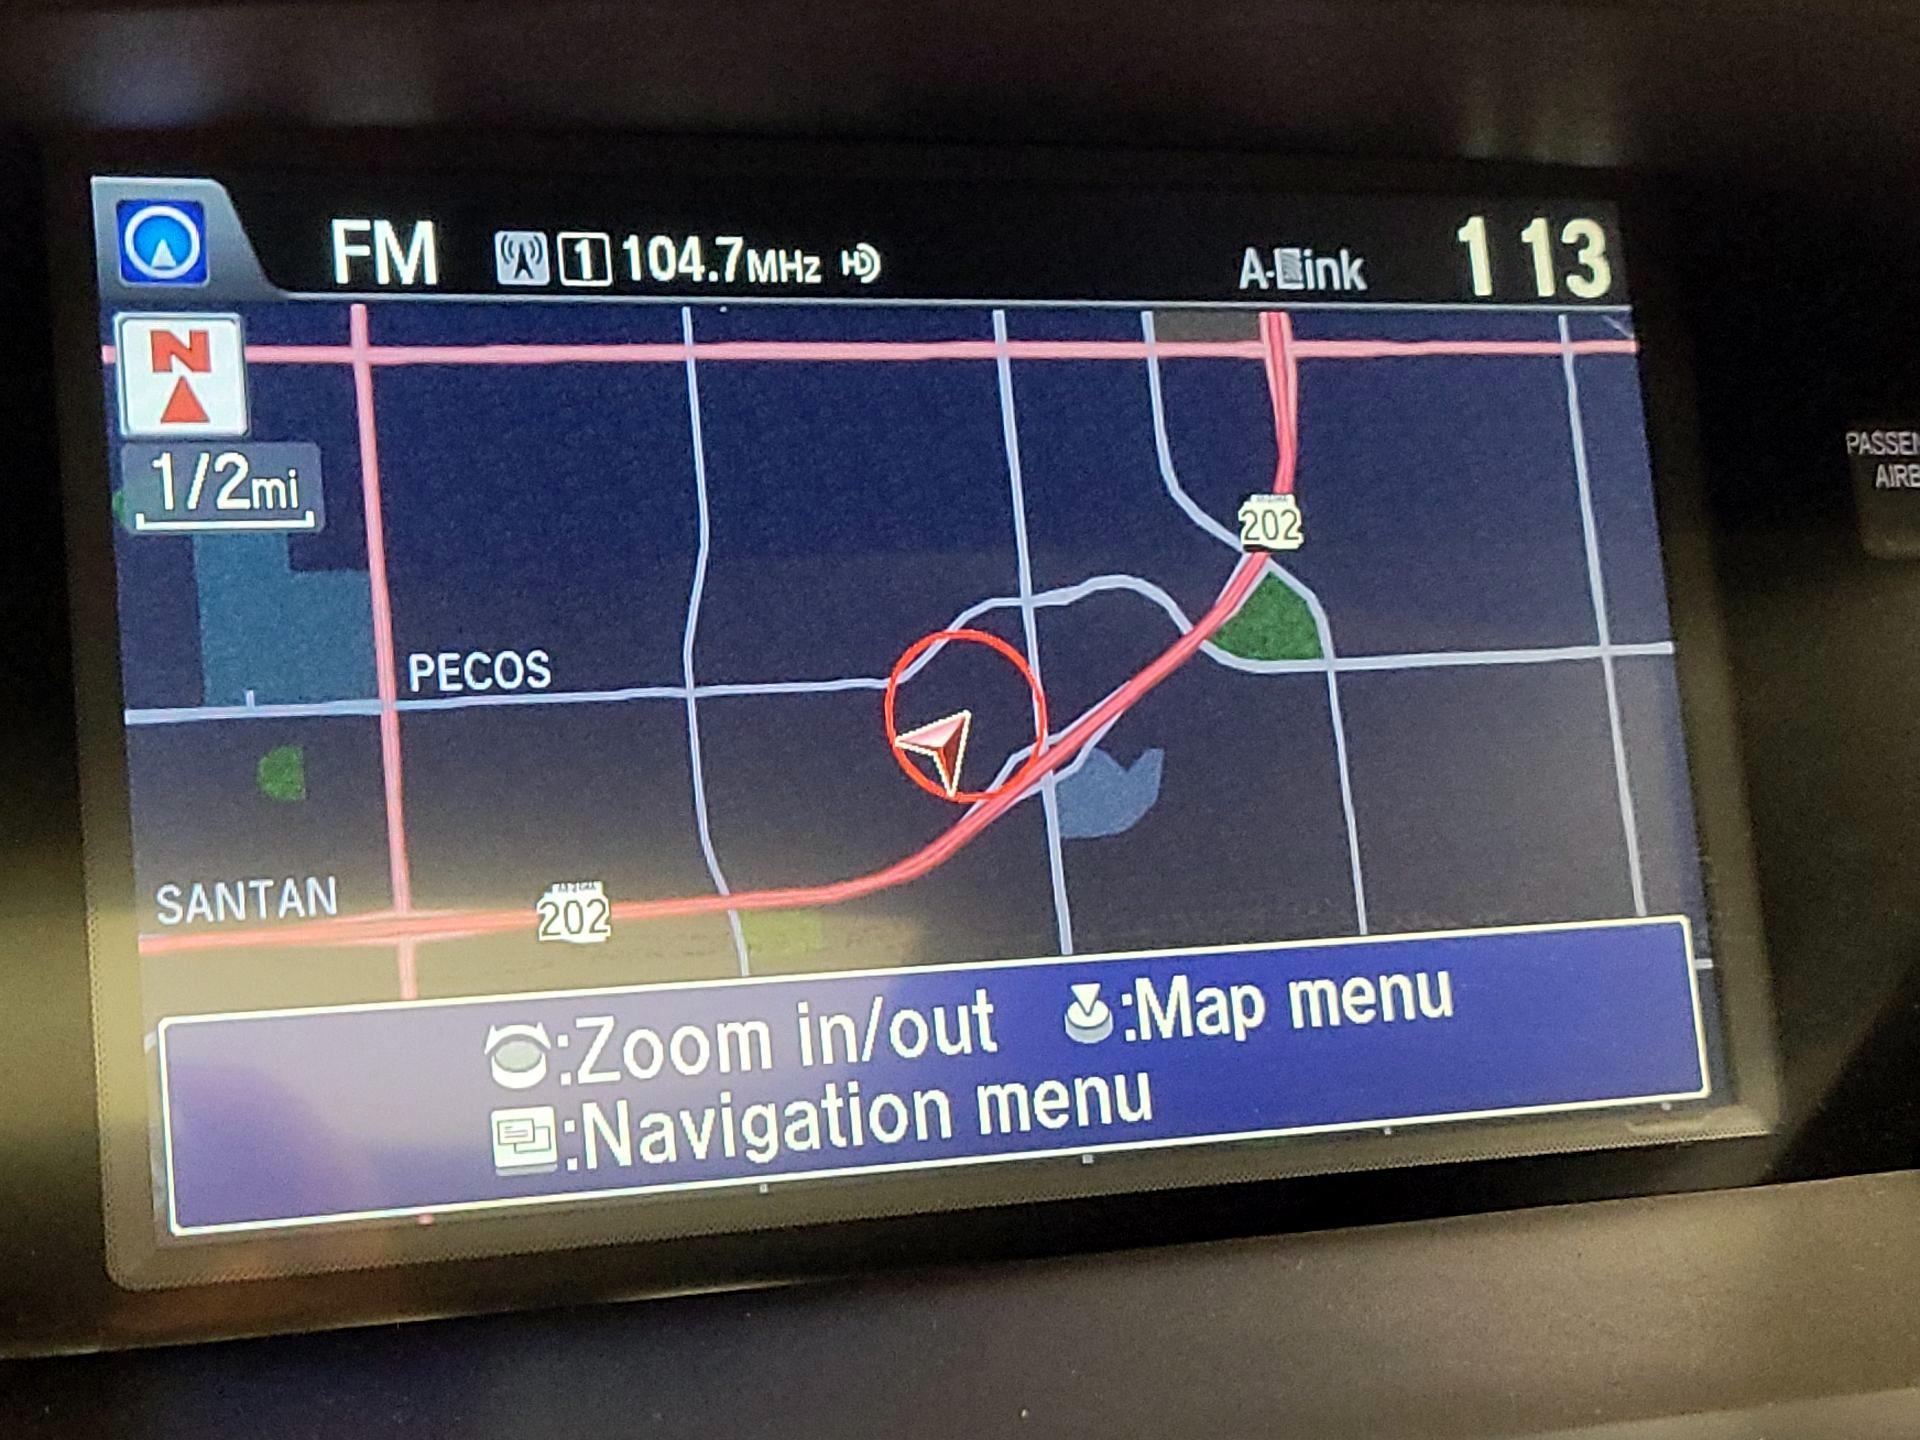 FM 1 104.7MHz HD A-Link 1 13
N
1/2mi
202
PECOS
SANTAN
202
:Zoom in/out :Map menu
:Navigation menu
PASSEN
AIRB